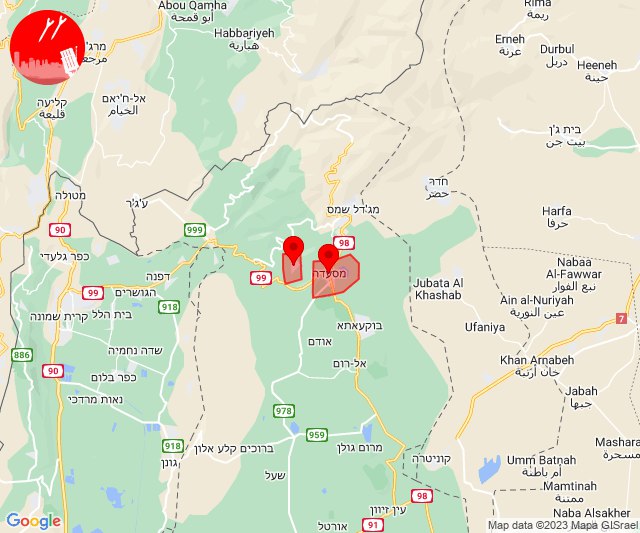 Rima
ريمة
Abou Qamha
أبو قمحة
Habbariyeh
هبارية
Erneh
عرنة
Durbul
دربل
Heeneh
حينة
מרג'
مرجع
אל-ח'יאם
الخيام
קליעה
قليعة
בית ג'ן
بيت جن
מטולה
ע'ג'ר
999
90
חדר
حضر
מג'דל שמס
98
Harfa
حرفا
כפר גלעדי
דפנה
הגושרים
99
99
מסעדה
Nabaa
Al-Fawwar
نبع الفوار
Jubata Al
Khashab
918
Ain al-Nuriyah
عين النورية
קרית שמונה
בית הלל
בוקעאתא
Ufaniya
7
אודם
שדה נחמיה
886
90
כפר בלום
אל-רום
Khan Arnabeh
خان أرنبة
נאות מרדכי
Jabah
جبها
978
959
918
גונן
ברוכים קלע אלון
מרום גולן
קוניטרה
Mashara
مسحرة
Umm Batnah
أم باطنة
שעל
Mamtinah
ممتنة
98
עין זיוון
91
אורטל
Naba Alsakher
Google
Map data ©2023 Mapa GISrael